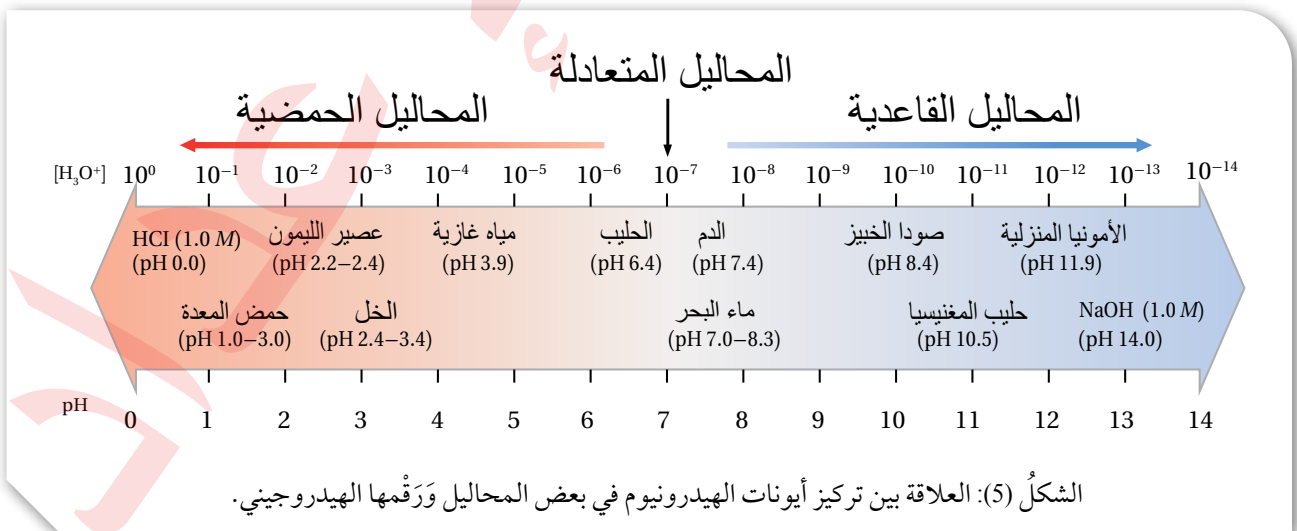 المحاليل المتعادلة
المحاليل الحمضية
المحاليل القاعدية
[H₃O⁺] 10⁰ 10⁻¹ 10⁻² 10⁻³ 10⁻⁴ 10⁻⁵ 10⁻⁶ 10⁻⁷ 10⁻⁸ 10⁻⁹ 10⁻¹⁰ 10⁻¹¹ 10⁻¹² 10⁻¹³ 10⁻¹⁴
HCl (1.0 M)
(pH 0.0)
عصير الليمون
(pH 2.2–2.4)
مياه غازية
(pH 3.9)
الحليب
(pH 6.4)
الدم
(pH 7.4)
صودا الخبيز
(pH 8.4)
الأمونيا المنزلية
(pH 11.9)
حمض المعدة
(pH 1.0–3.0)
الخل
(pH 2.4–3.4)
ماء البحر
(pH 7.0–8.3)
حليب المغنيسيا
(pH 10.5)
NaOH (1.0 M)
(pH 14.0)
pH 0 1 2 3 4 5 6 7 8 9 10 11 12 13 14
الشكلُ (5): العلاقة بين تركيز أيونات الهيدرونيوم في بعض المحاليل وَرَقْمها الهيدروجيني.